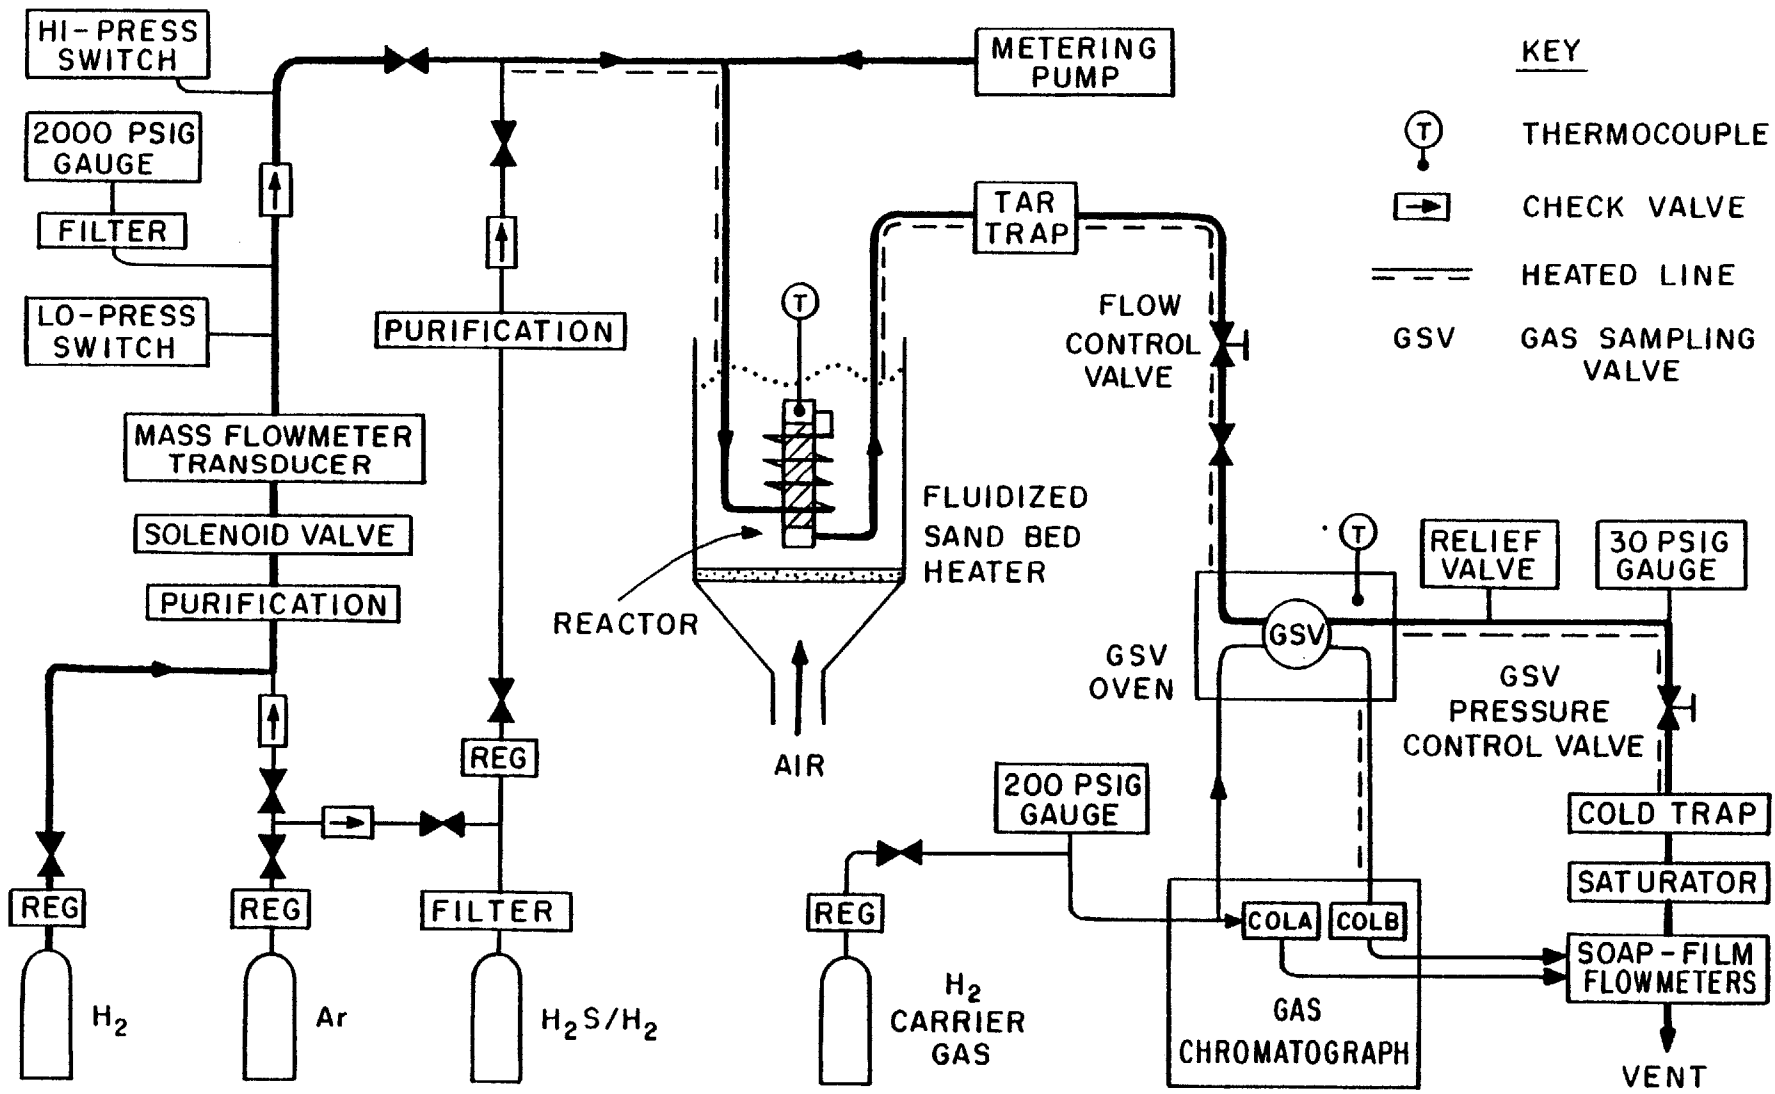 HI-PRESS
SWITCH
2000 PSIG
GAUGE
FILTER
LO-PRESS
SWITCH
MASS FLOWMETER
TRANSDUCER
SOLENOID VALVE
PURIFICATION
REG
H2
REG
Ar
PURIFICATION
REG
FILTER
H2S/H2
METERING
PUMP
T
REACTOR
FLUIDIZED
SAND BED
HEATER
AIR
TAR
TRAP
FLOW
CONTROL
VALVE
KEY
T
THERMOCOUPLE
CHECK VALVE
HEATED LINE
GSV
GAS SAMPLING
VALVE
T
GSV
GSV
OVEN
RELIEF
VALVE
30 PSIG
GAUGE
GSV
PRESSURE
CONTROL VALVE
200 PSIG
GAUGE
REG
H2
CARRIER
GAS
COLA
COLB
GAS
CHROMATOGRAPH
COLD TRAP
SATURATOR
SOAP-FILM
FLOWMETERS
VENT